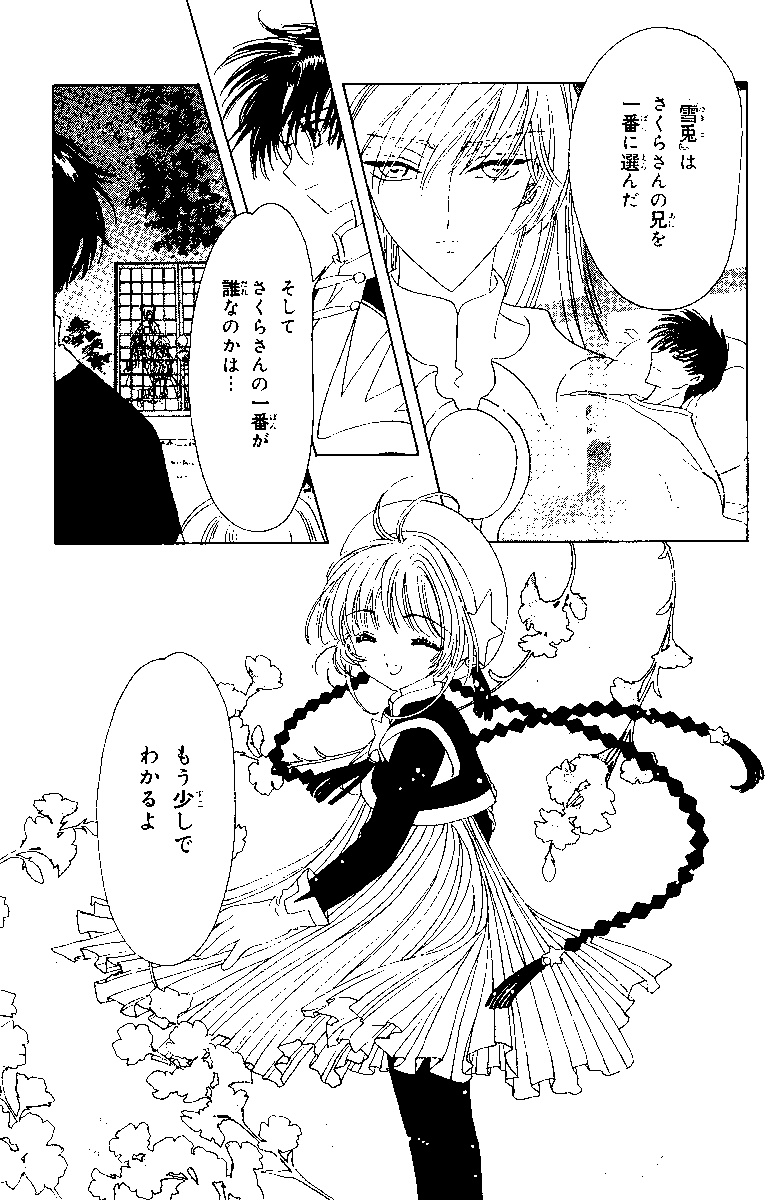 雪兎は
さくらさんの兄を
一番に選んだ
そして
さくらさんの一番が
誰なのかは…
もう少しで
わかるよ